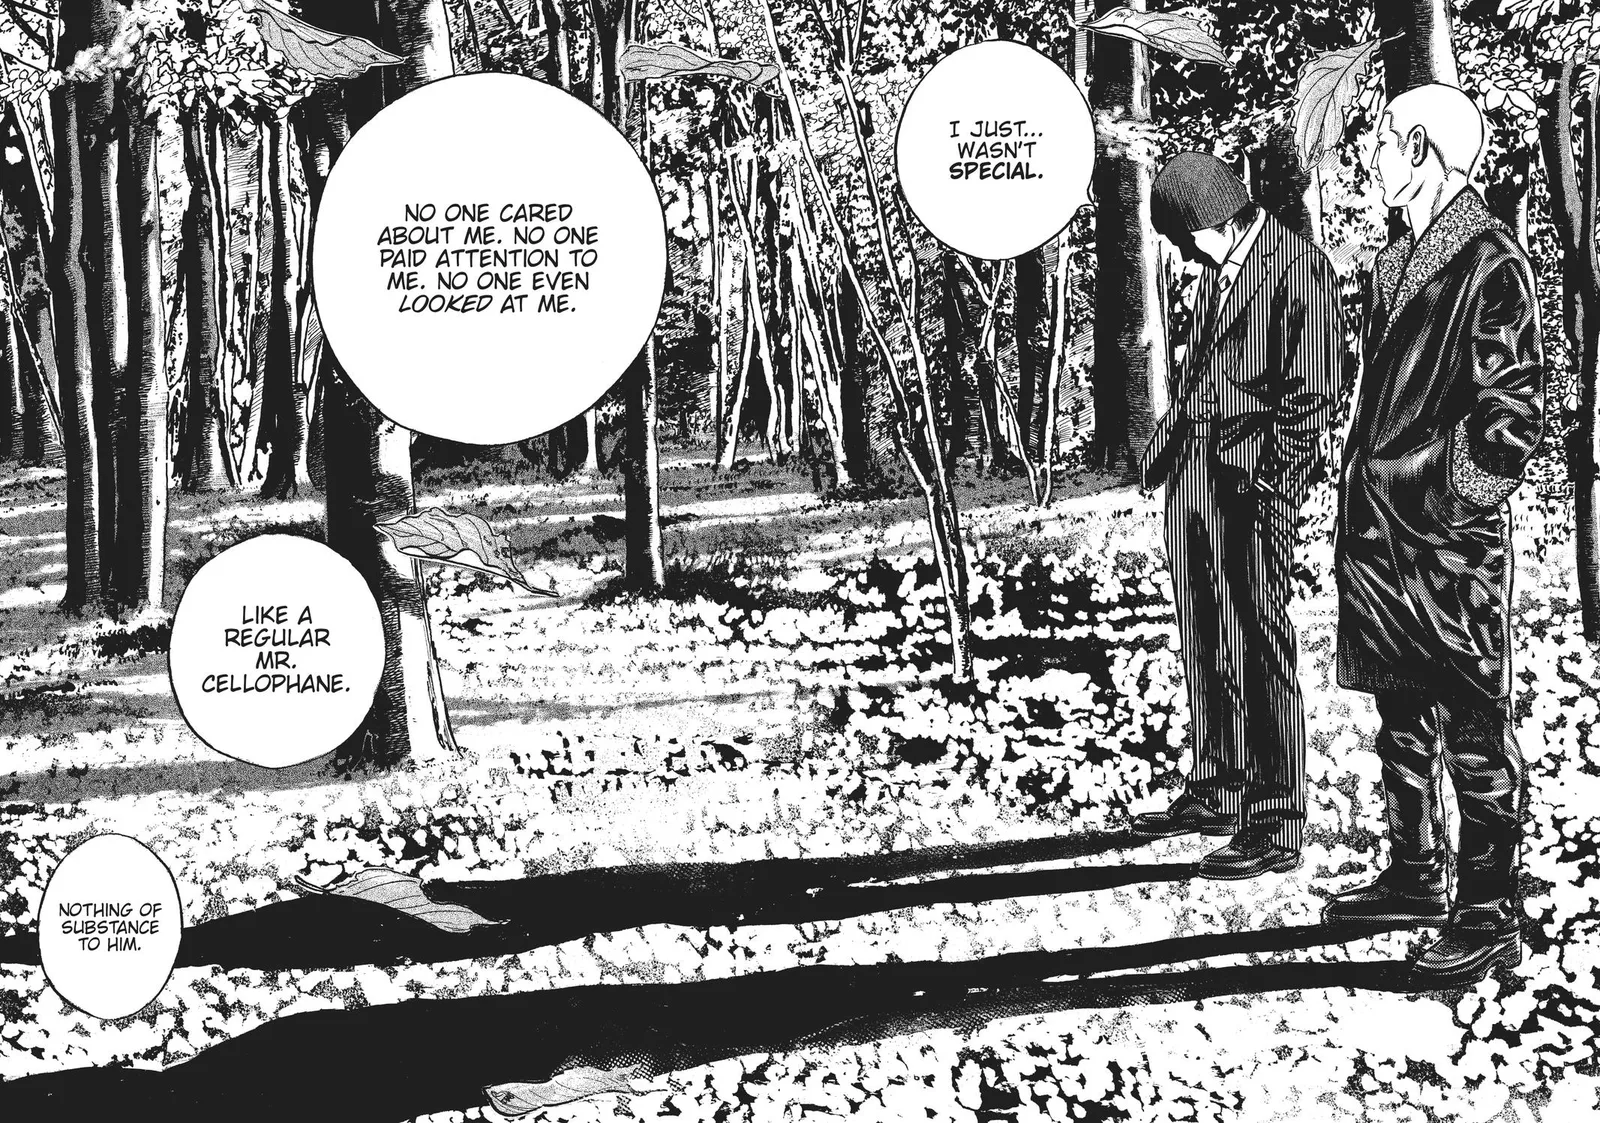 I JUST...
WASN'T
SPECIAL.
NO ONE CARED
ABOUT ME. NO ONE
PAID ATTENTION TO
ME. NO ONE EVEN
LOOKED AT ME.
LIKE A
REGULAR
MR.
CELLOPHANE.
NOTHING OF
SUBSTANCE
TO HIM.